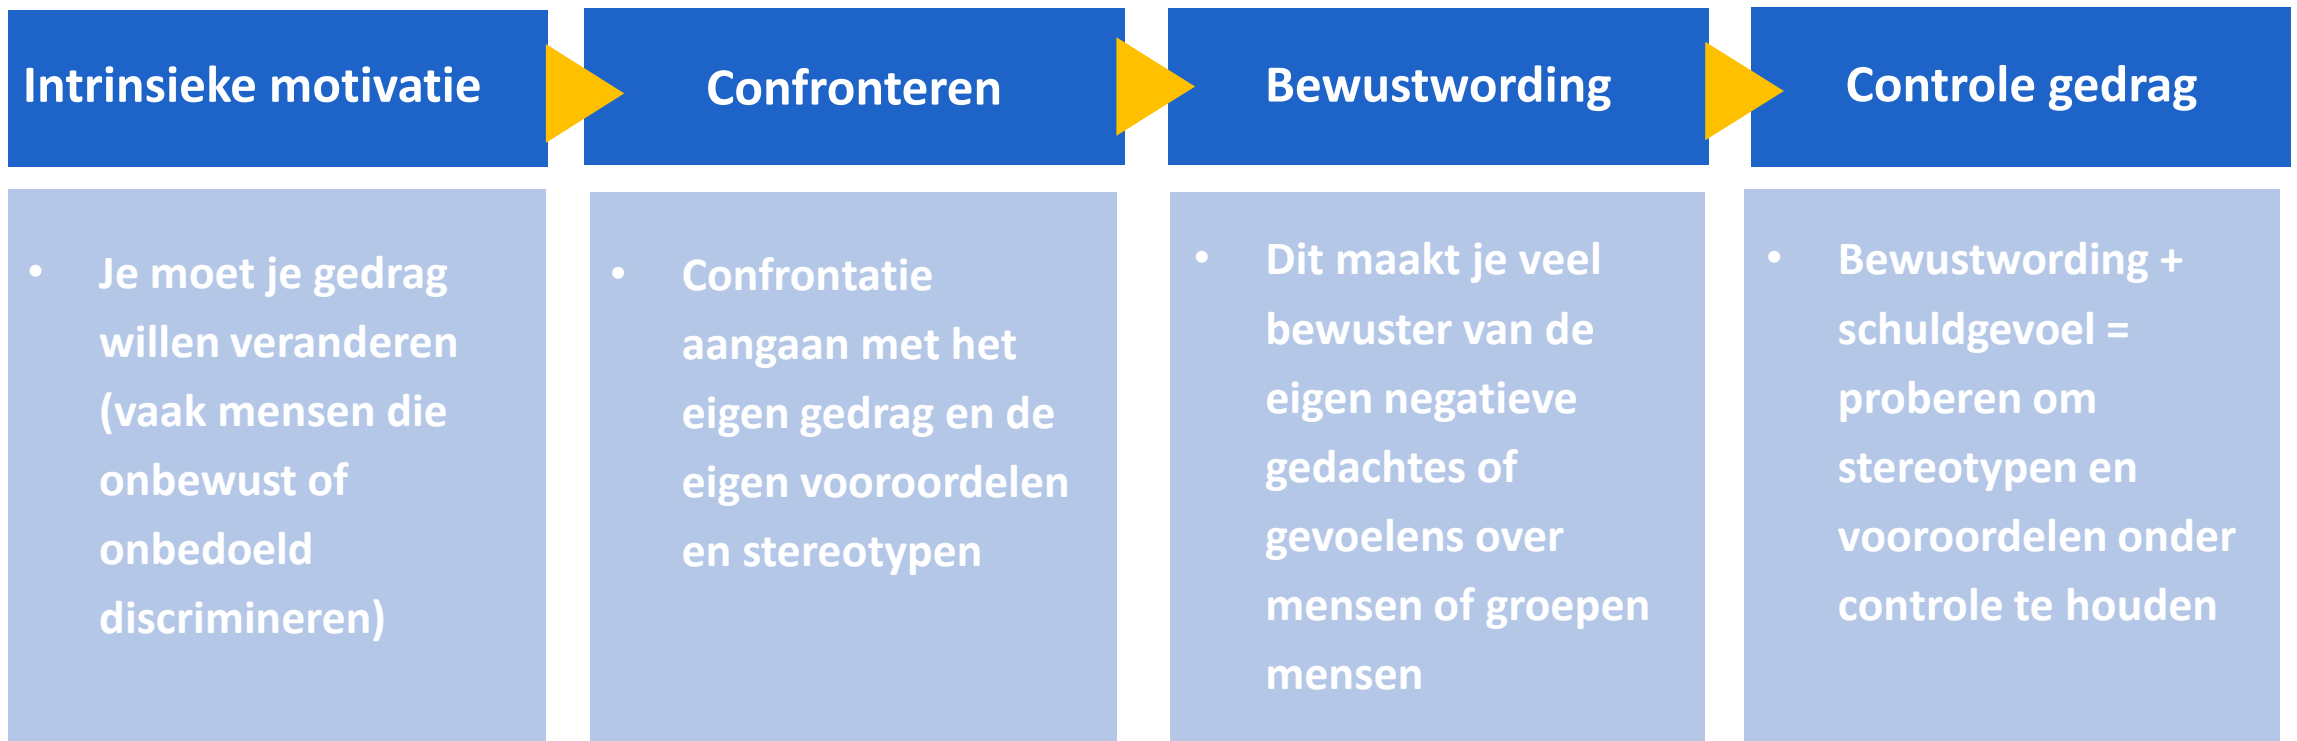 Intrinsieke motivatie
Confronteren
Bewustwording
Controle gedrag
• Je moet je gedrag
willen veranderen
(vaak mensen die
onbewust of
onbedoeld
discrimineren)
• Confrontatie
aangaan met het
eigen gedrag en de
eigen vooroordelen
en stereotypen
• Dit maakt je veel
bewuster van de
eigen negatieve
gedachtes of
gevoelens over
mensen of groepen
mensen
• Bewustwording +
schuldgevoel =
proberen om
stereotypen en
vooroordelen onder
controle te houden